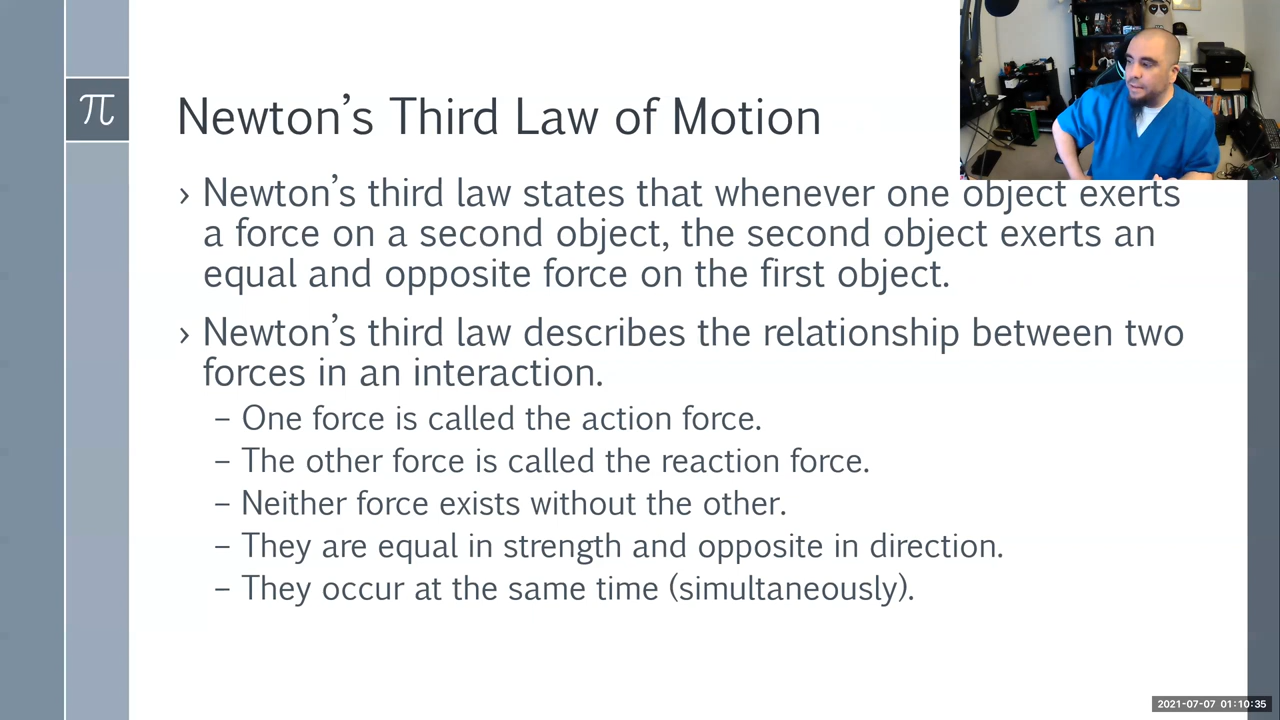 π
Newton’s Third Law of Motion
› Newton’s third law states that whenever one object exerts
a force on a second object, the second object exerts an
equal and opposite force on the first object.
› Newton’s third law describes the relationship between two
forces in an interaction.
– One force is called the action force.
– The other force is called the reaction force.
– Neither force exists without the other.
– They are equal in strength and opposite in direction.
– They occur at the same time (simultaneously).
2021-07-07 01:10:35